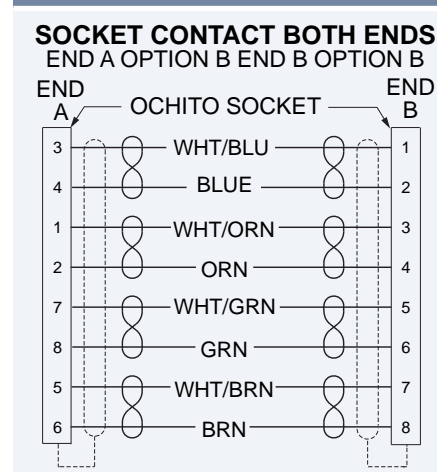 SOCKET CONTACT BOTH ENDS
END A OPTION B END B OPTION B
END A
END B
OCHITO SOCKET
3 WHT/BLU 1
4 BLUE 2
1 WHT/ORN 3
2 ORN 4
7 WHT/GRN 5
8 GRN 6
5 WHT/BRN 7
6 BRN 8